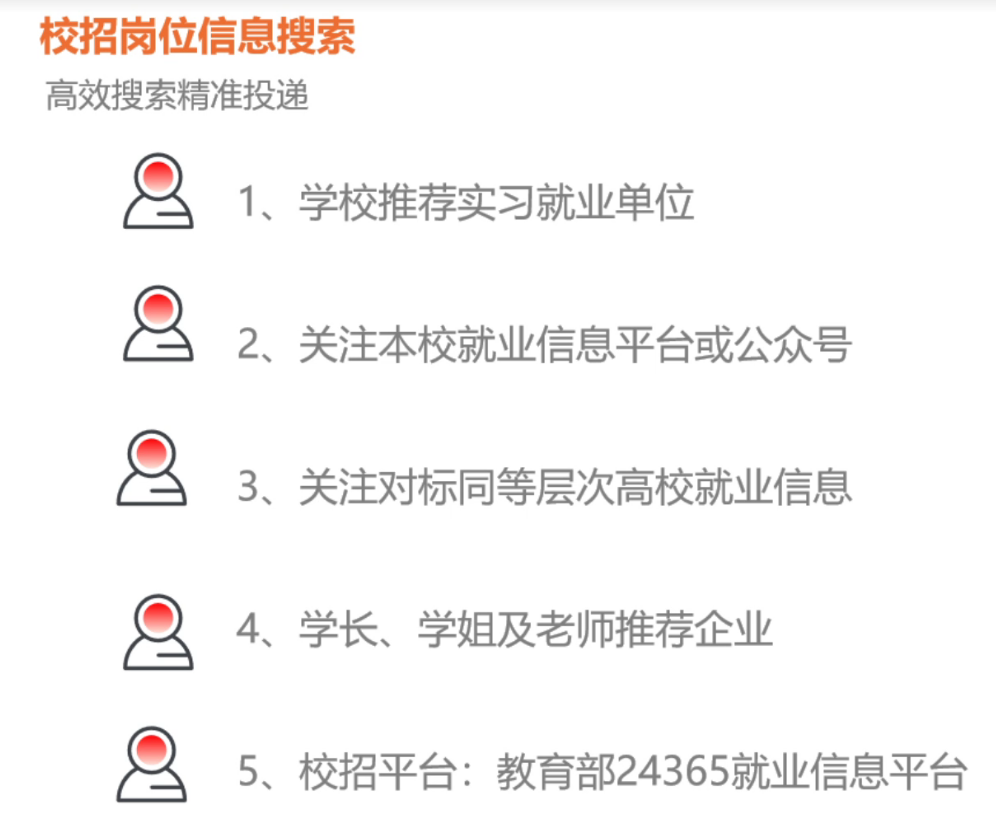 校招岗位信息搜索
高效搜索精准投递
1、学校推荐实习就业单位
2、关注本校就业信息平台或公众号
3、关注对标同等层次高校就业信息
4、学长、学姐及老师推荐企业
5、校招平台：教育部24365就业信息平台